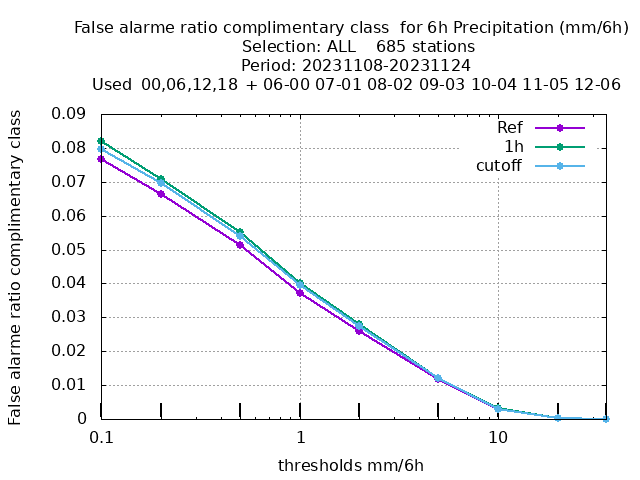 False alarme ratio complimentary class  for 6h Precipitation (mm/6h)
Selection: ALL    685 stations
Period: 20231108-20231124
Used  00,06,12,18  + 06-00 07-01 08-02 09-03 10-04 11-05 12-06
False alarme ratio complimentary class
0.09
0.08
0.07
0.06
0.05
0.04
0.03
0.02
0.01
0
Ref
1h
cutoff
0.1
1
10
thresholds mm/6h